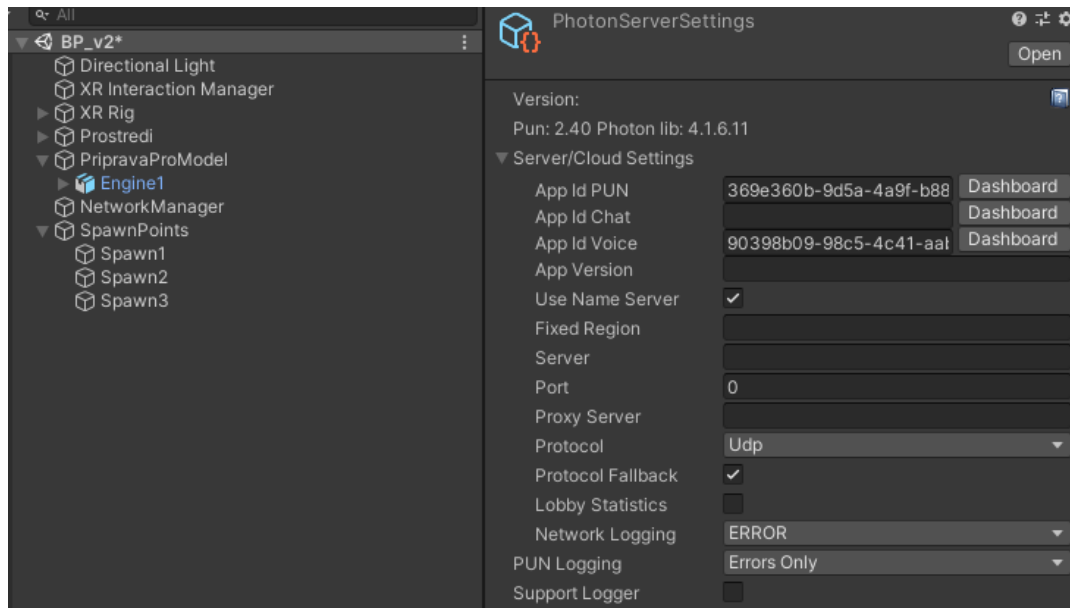 All
BP_v2*
Directional Light
XR Interaction Manager
XR Rig
Prostredi
PripravaProModel
Engine1
NetworkManager
SpawnPoints
Spawn1
Spawn2
Spawn3
PhotonServerSettings
Open
Version:
Pun: 2.40 Photon lib: 4.1.6.11
Server/Cloud Settings
App Id PUN 369e360b-9d5a-4a9f-b88 Dashboard
App Id Chat Dashboard
App Id Voice 90398b09-98c5-4c41-aab Dashboard
App Version
Use Name Server
Fixed Region
Server
Port 0
Proxy Server
Protocol Udp
Protocol Fallback
Lobby Statistics
Network Logging ERROR
PUN Logging Errors Only
Support Logger